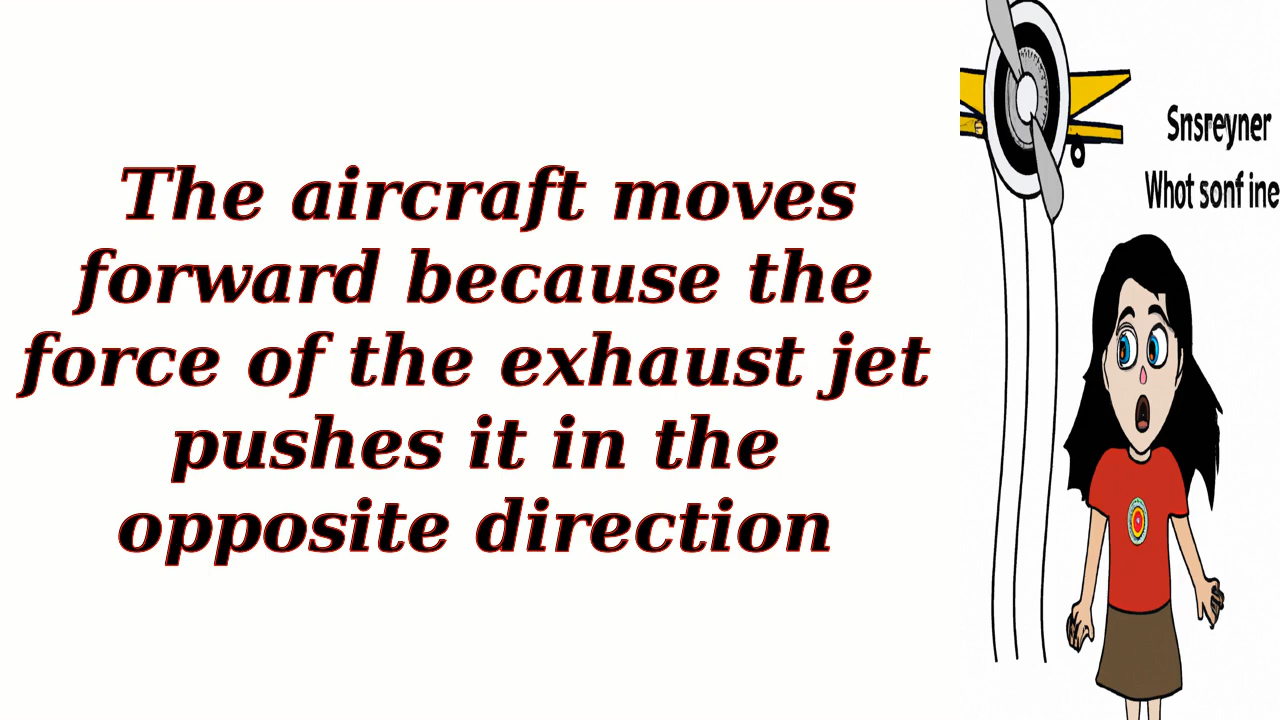 The aircraft moves
forward because the
force of the exhaust jet
pushes it in the
opposite direction
Snsreyner
Whot sonf ine